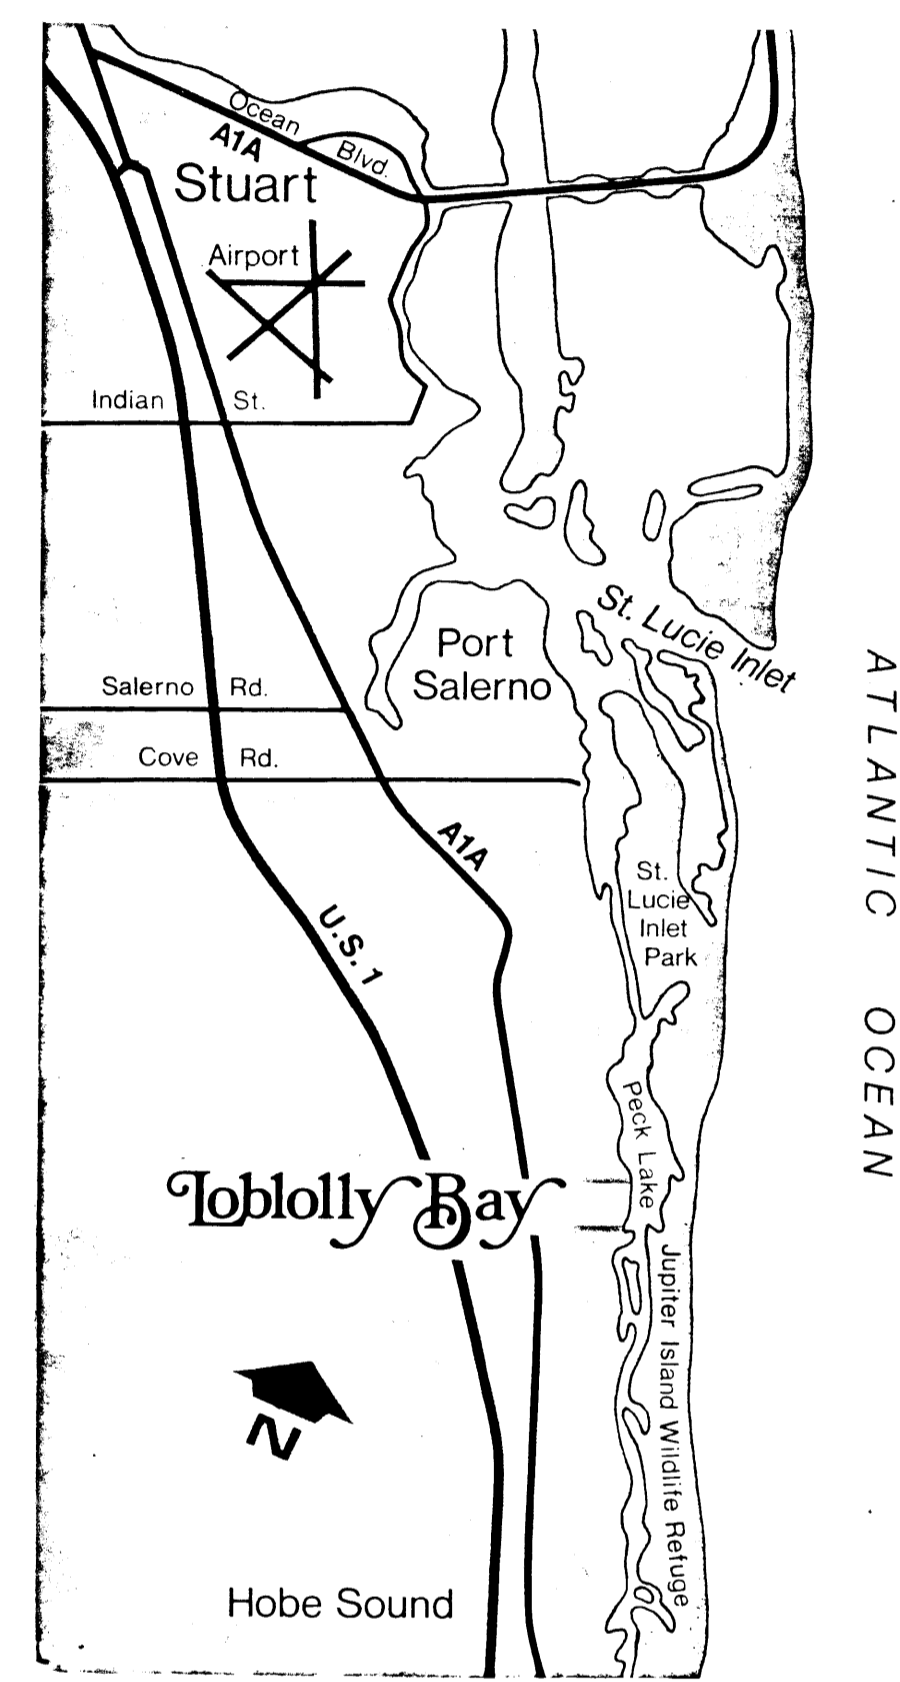 Ocean
Blvd.
A1A
Stuart
Airport
Indian St.
St. Lucie Inlet
Port
Salerno
Salerno Rd.
Cove Rd.
A1A
U.S. 1
St.
Lucie
Inlet
Park
ATLANTIC OCEAN
Peck Lake
Loblolly Bay
Jupiter Island Wildlife Refuge
N
Hobe Sound